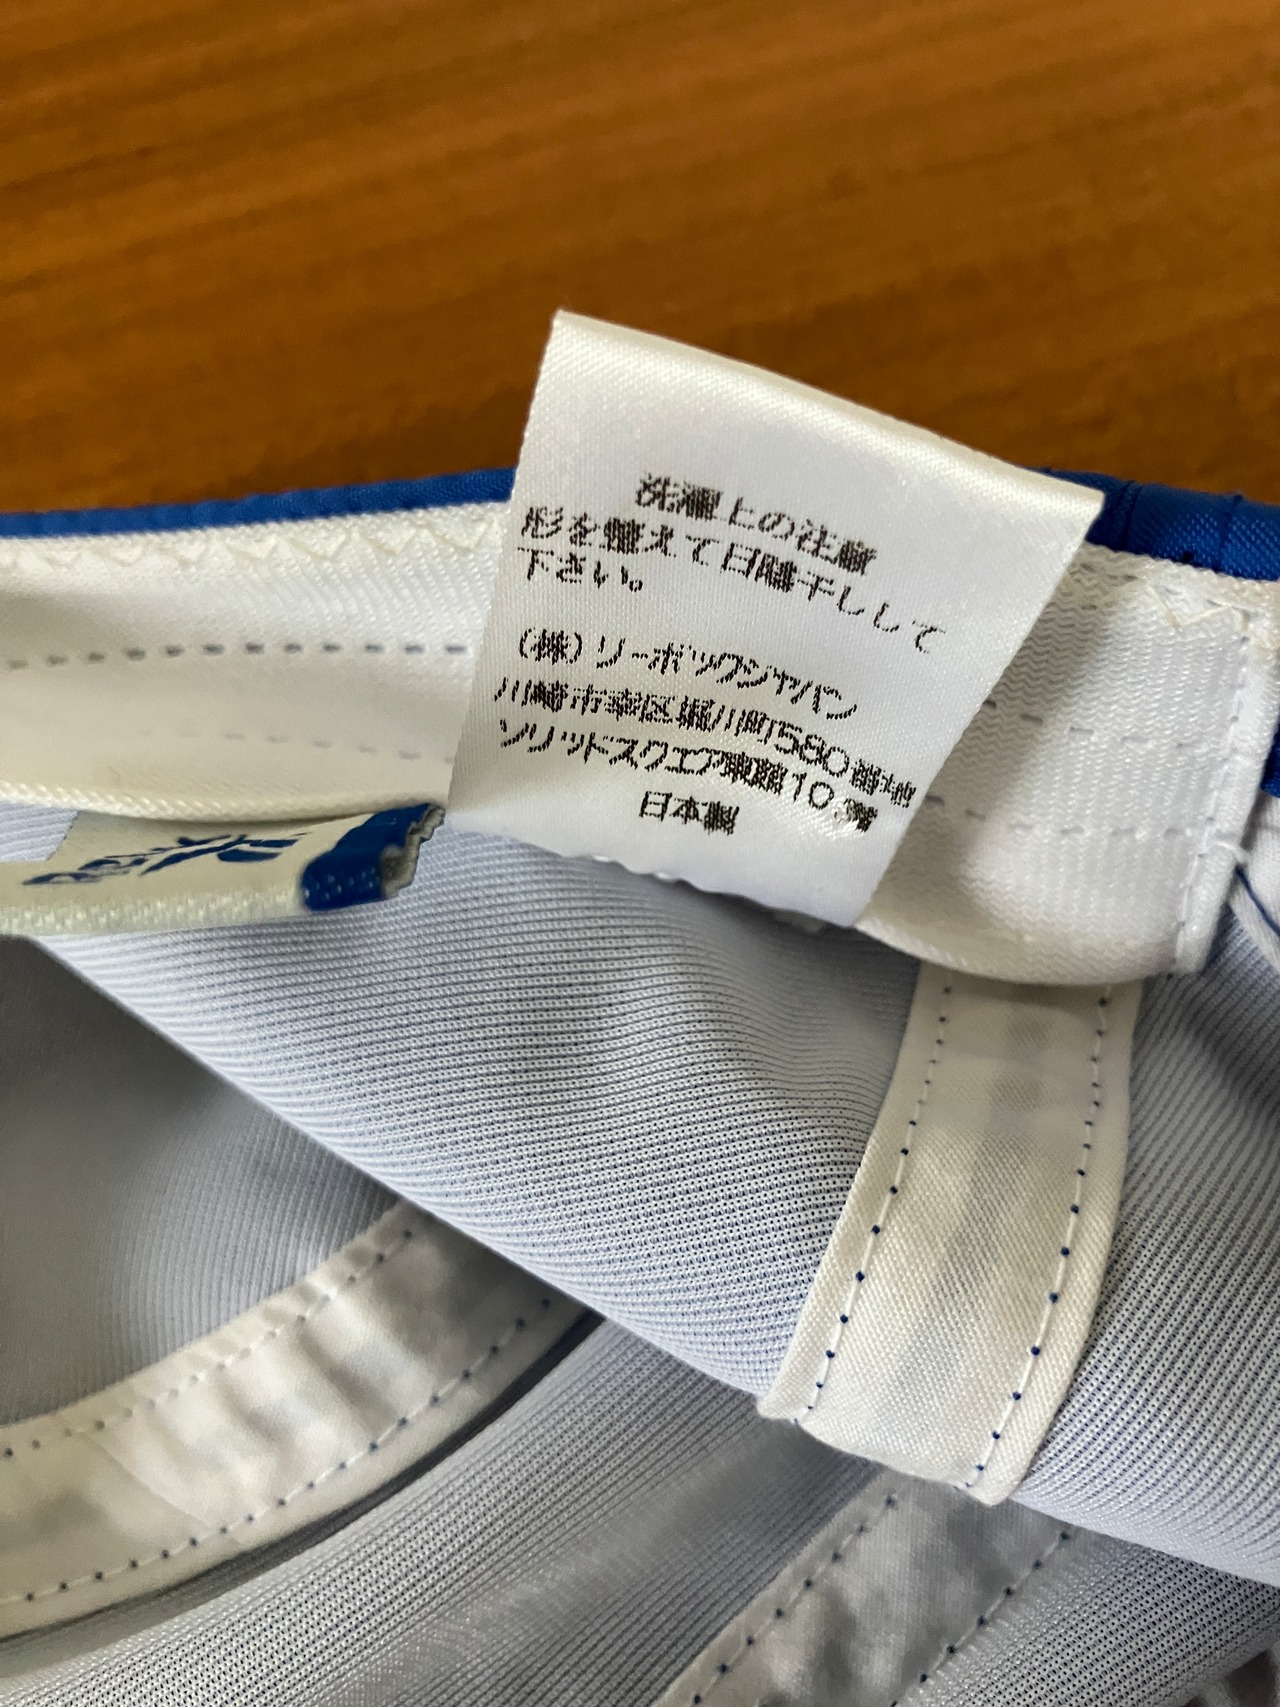 洗濯上の注意
形を整えて日陰干しして
下さい。
(株)リーボックジャパン
川崎市幸区堀川町580番地
ソリッドスクエア東館10
日本製